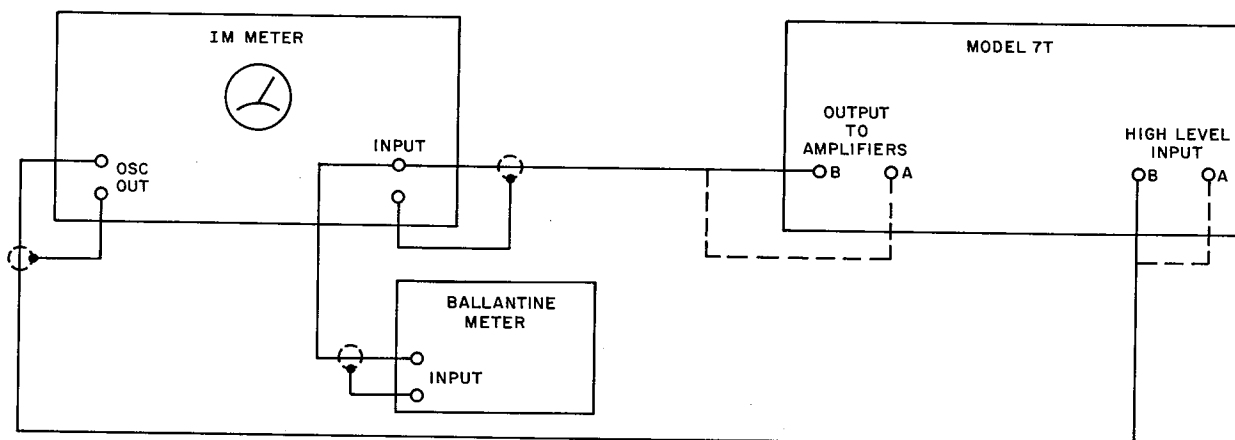 IM METER
OSC
OUT
INPUT
BALLANTINE
METER
INPUT
MODEL 7T
OUTPUT
TO
AMPLIFIERS
B
A
HIGH LEVEL
INPUT
B
A